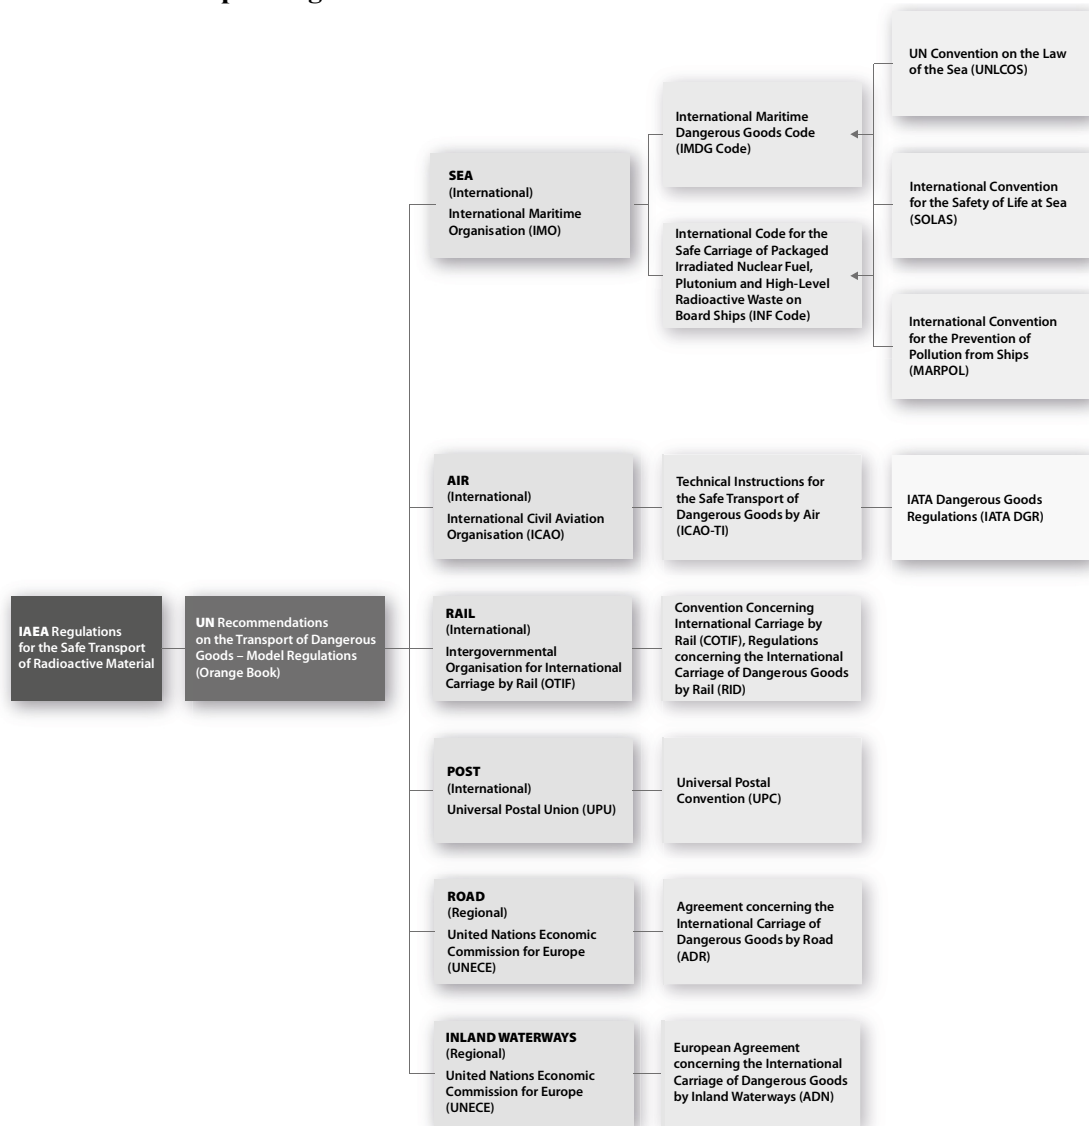 UN Convention on the Law
of the Sea (UNLCOS)
International Maritime
Dangerous Goods Code
(IMDG Code)
SEA
(International)
International Maritime
Organisation (IMO)
International Convention
for the Safety of Life at Sea
(SOLAS)
International Code for the
Safe Carriage of Packaged
Irradiated Nuclear Fuel,
Plutonium and High-Level
Radioactive Waste on
Board Ships (INF Code)
International Convention
for the Prevention of
Pollution from Ships
(MARPOL)
AIR
(International)
International Civil Aviation
Organisation (ICAO)
Technical Instructions for
the Safe Transport of
Dangerous Goods by Air
(ICAO-TI)
IATA Dangerous Goods
Regulations (IATA DGR)
IAEA Regulations
for the Safe Transport
of Radioactive Material
UN Recommendations
on the Transport of Dangerous
Goods – Model Regulations
(Orange Book)
RAIL
(International)
Intergovernmental
Organisation for International
Carriage by Rail (OTIF)
Convention Concerning
International Carriage by
Rail (COTIF), Regulations
concerning the International
Carriage of Dangerous Goods
by Rail (RID)
POST
(International)
Universal Postal Union (UPU)
Universal Postal
Convention (UPC)
ROAD
(Regional)
United Nations Economic
Commission for Europe
(UNECE)
Agreement concerning the
International Carriage of
Dangerous Goods by Road
(ADR)
INLAND WATERWAYS
(Regional)
United Nations Economic
Commission for Europe
(UNECE)
European Agreement
concerning the International
Carriage of Dangerous Goods
by Inland Waterways (ADN)